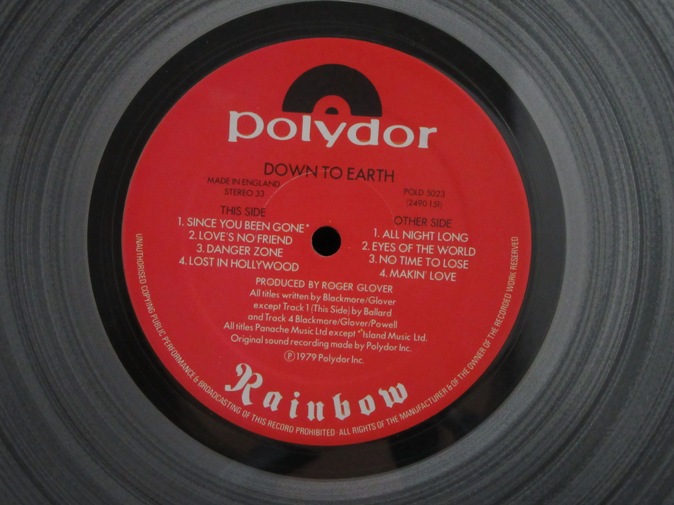 polydor
DOWN TO EARTH
MADE IN ENGLAND
STEREO 33
POLD 5023
(2490 151)
THIS SIDE
1. SINCE YOU BEEN GONE*
2. LOVE'S NO FRIEND
3. DANGER ZONE
4. LOST IN HOLLYWOOD
OTHER SIDE
1. ALL NIGHT LONG
2. EYES OF THE WORLD
3. NO TIME TO LOSE
4. MAKIN' LOVE
PRODUCED BY ROGER GLOVER
All titles written by Blackmore/Glover
except Track 1 (This Side) by Ballard
and Track 4 Blackmore/Glover/Powell
All titles Panache Music Ltd except *Island Music Ltd.
Original sound recording made by Polydor Inc.
Ⓟ 1979 Polydor Inc.
Rainbow
UNAUTHORISED COPYING PUBLIC PERFORMANCE & BROADCASTING OF THIS RECORD PROHIBITED · ALL RIGHTS OF THE MANUFACTURER & OF THE OWNER OF THE RECORDED WORK RESERVED